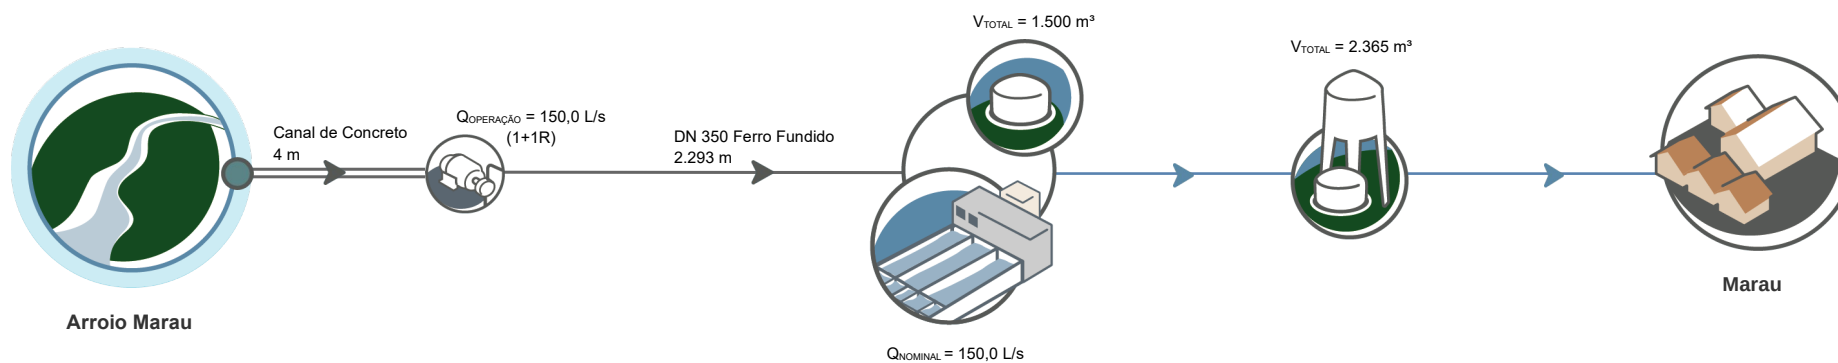 Arroio Marau
Canal de Concreto
4 m
QOPERAÇÃO = 150,0 L/s
(1+1R)
DN 350 Ferro Fundido
2.293 m
VTOTAL = 1.500 m³
QNOMINAL = 150,0 L/s
VTOTAL = 2.365 m³
Marau